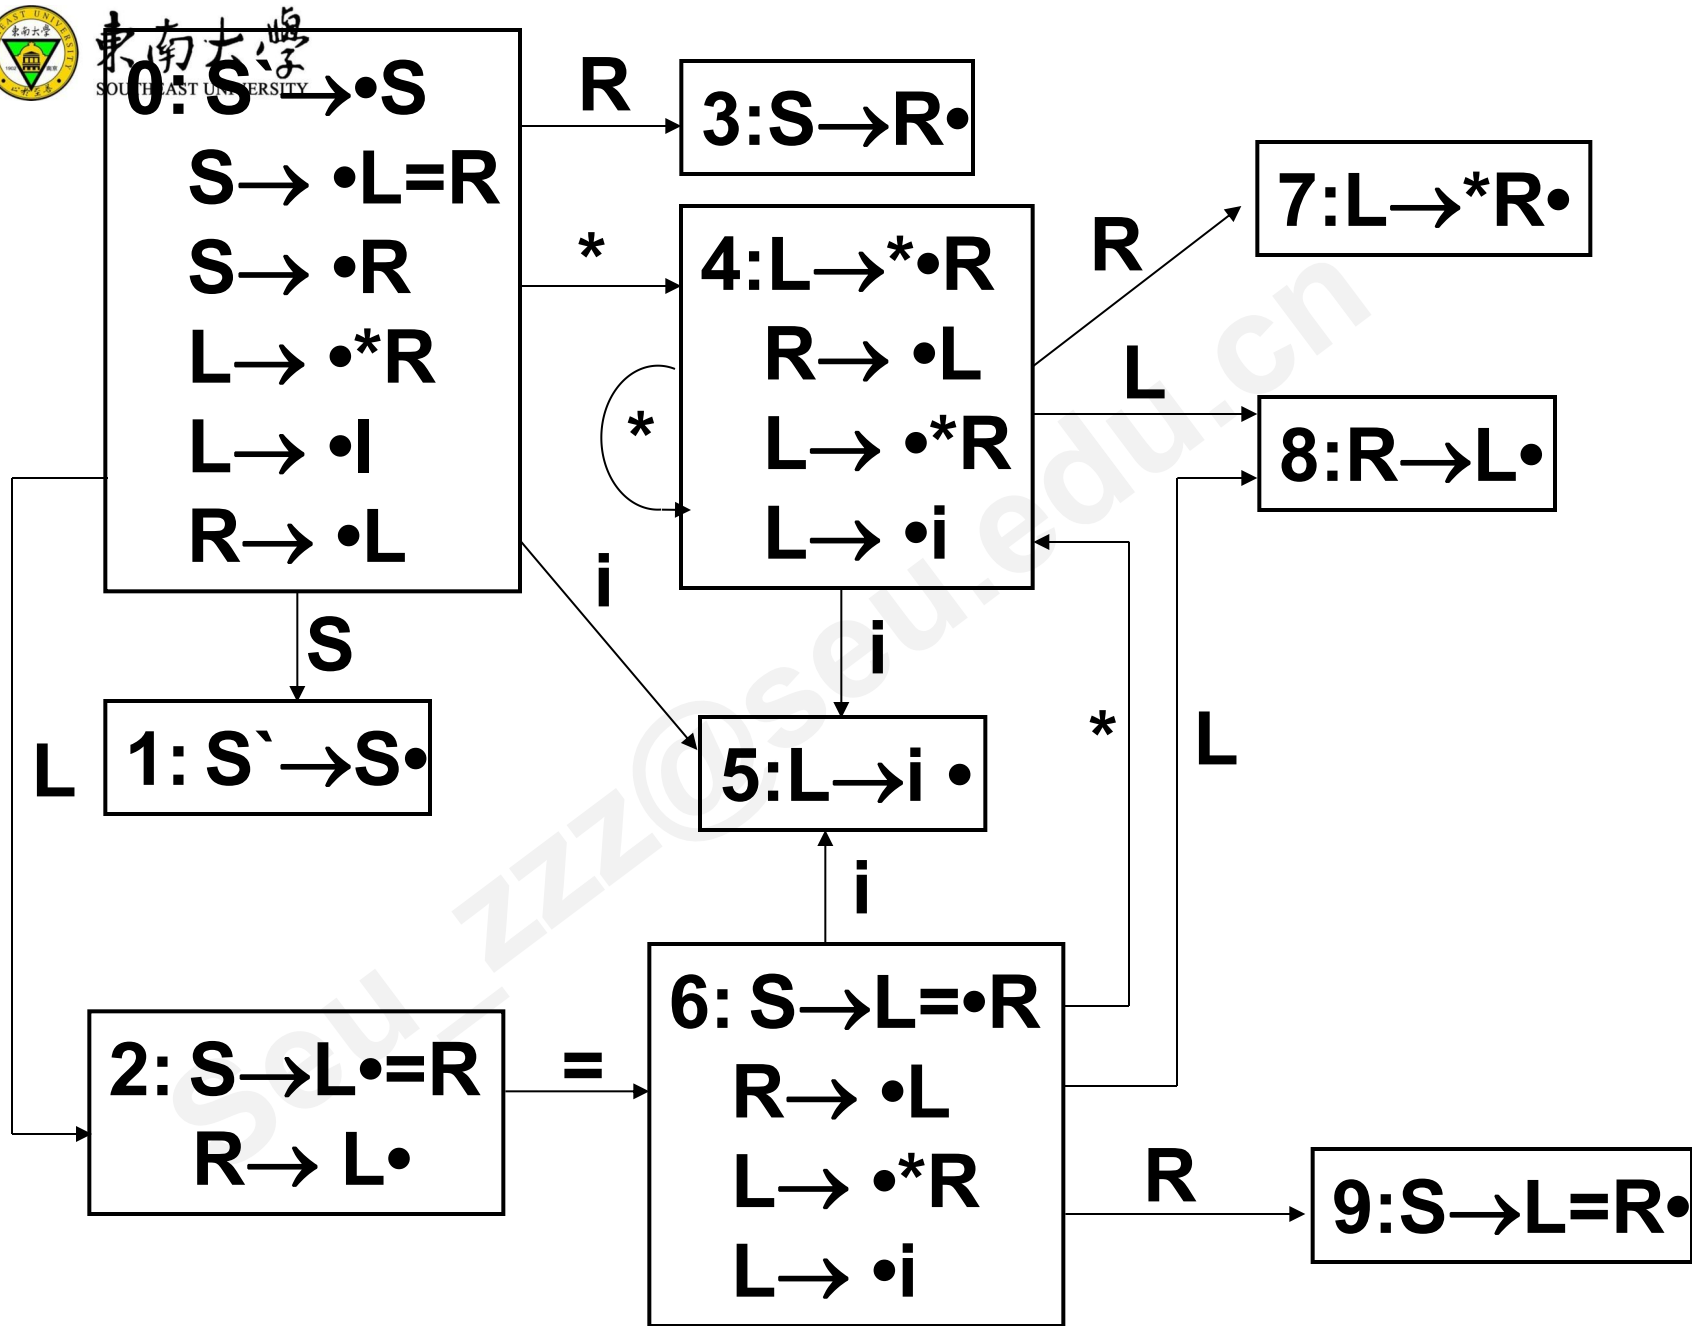 東南大學
SOUTHEAST UNIVERSITY
0: S`→•S
S→ •L=R
S→ •R
L→ •*R
L→ •I
R→ •L
R
3:S→R•
*
4:L→*•R
R→ •L
L→ •*R
L→ •i
*
R
7:L→*R•
L
8:R→L•
i
S
i
1: S`→S•
5:L→i •
L
*
L
i
2: S→L•=R
R→ L•
=
6: S→L=•R
R→ •L
L→ •*R
L→ •i
R
9:S→L=R•
Seu_zzz@seu.edu.cn